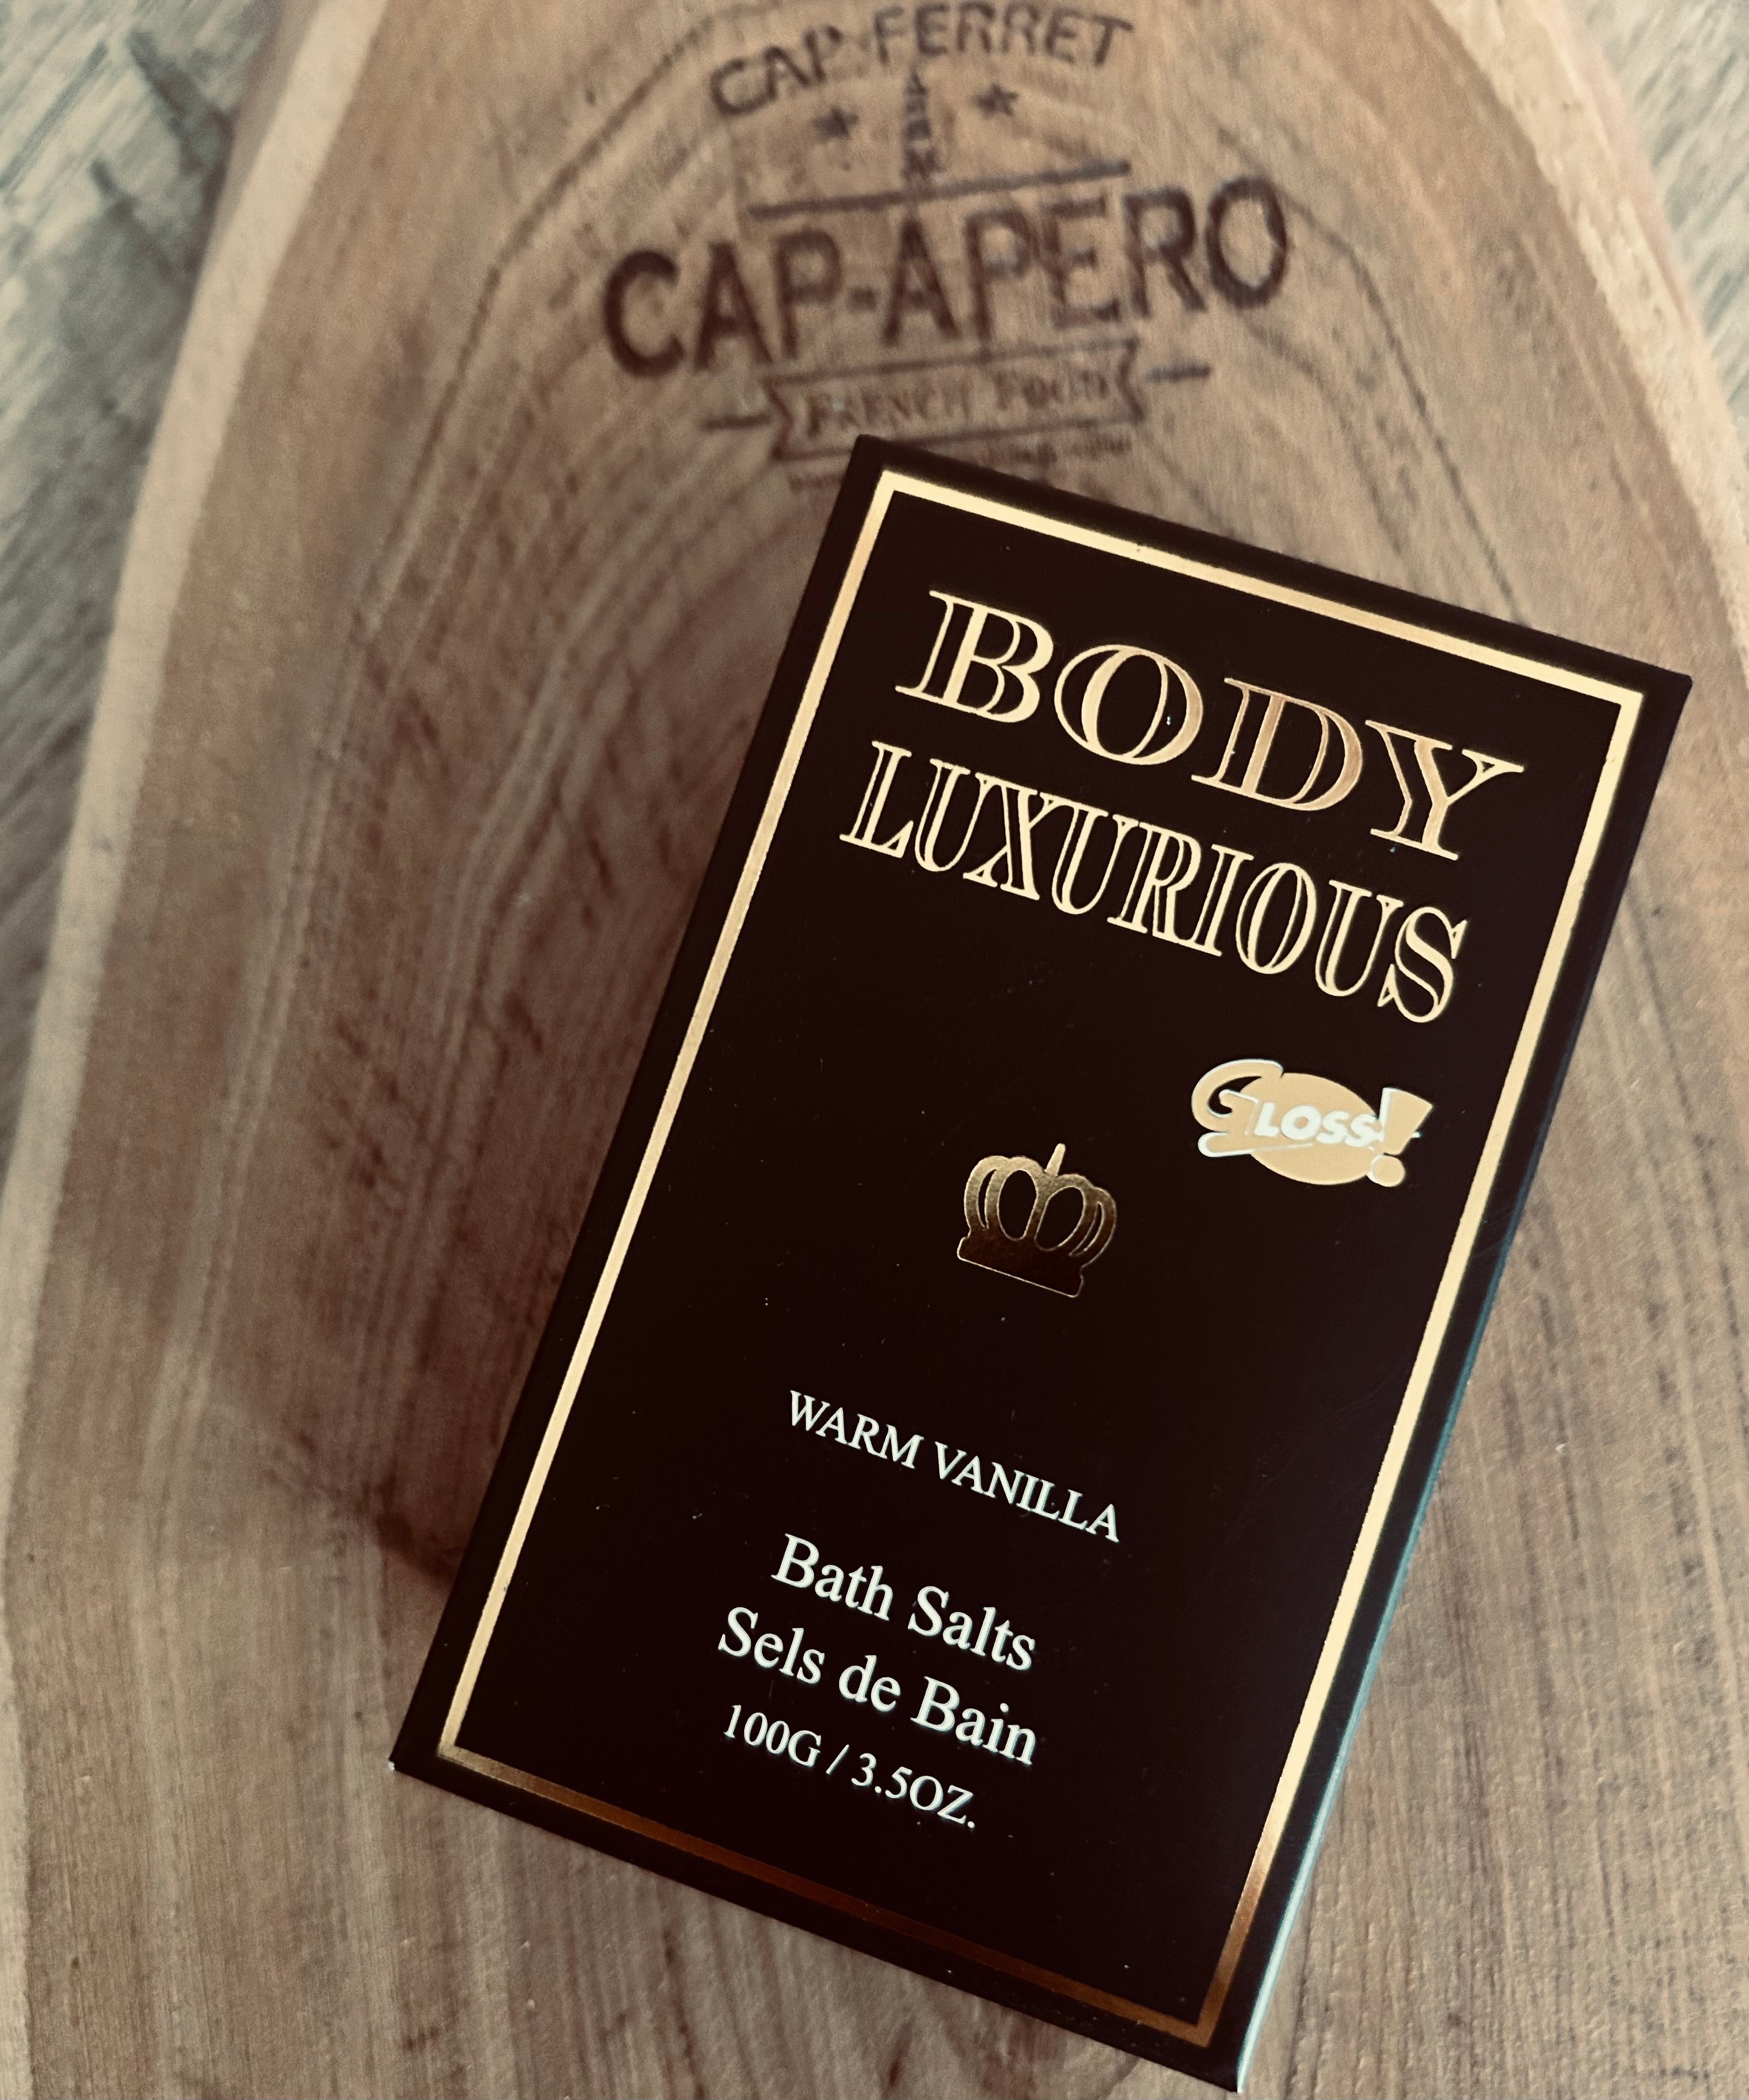 CAP-FERRET
CAP-APERO
FRENCH FOOD
BODY
LUXURIOUS
GLOSS!
WARM VANILLA
Bath Salts
Sels de Bain
100G / 3.5OZ.